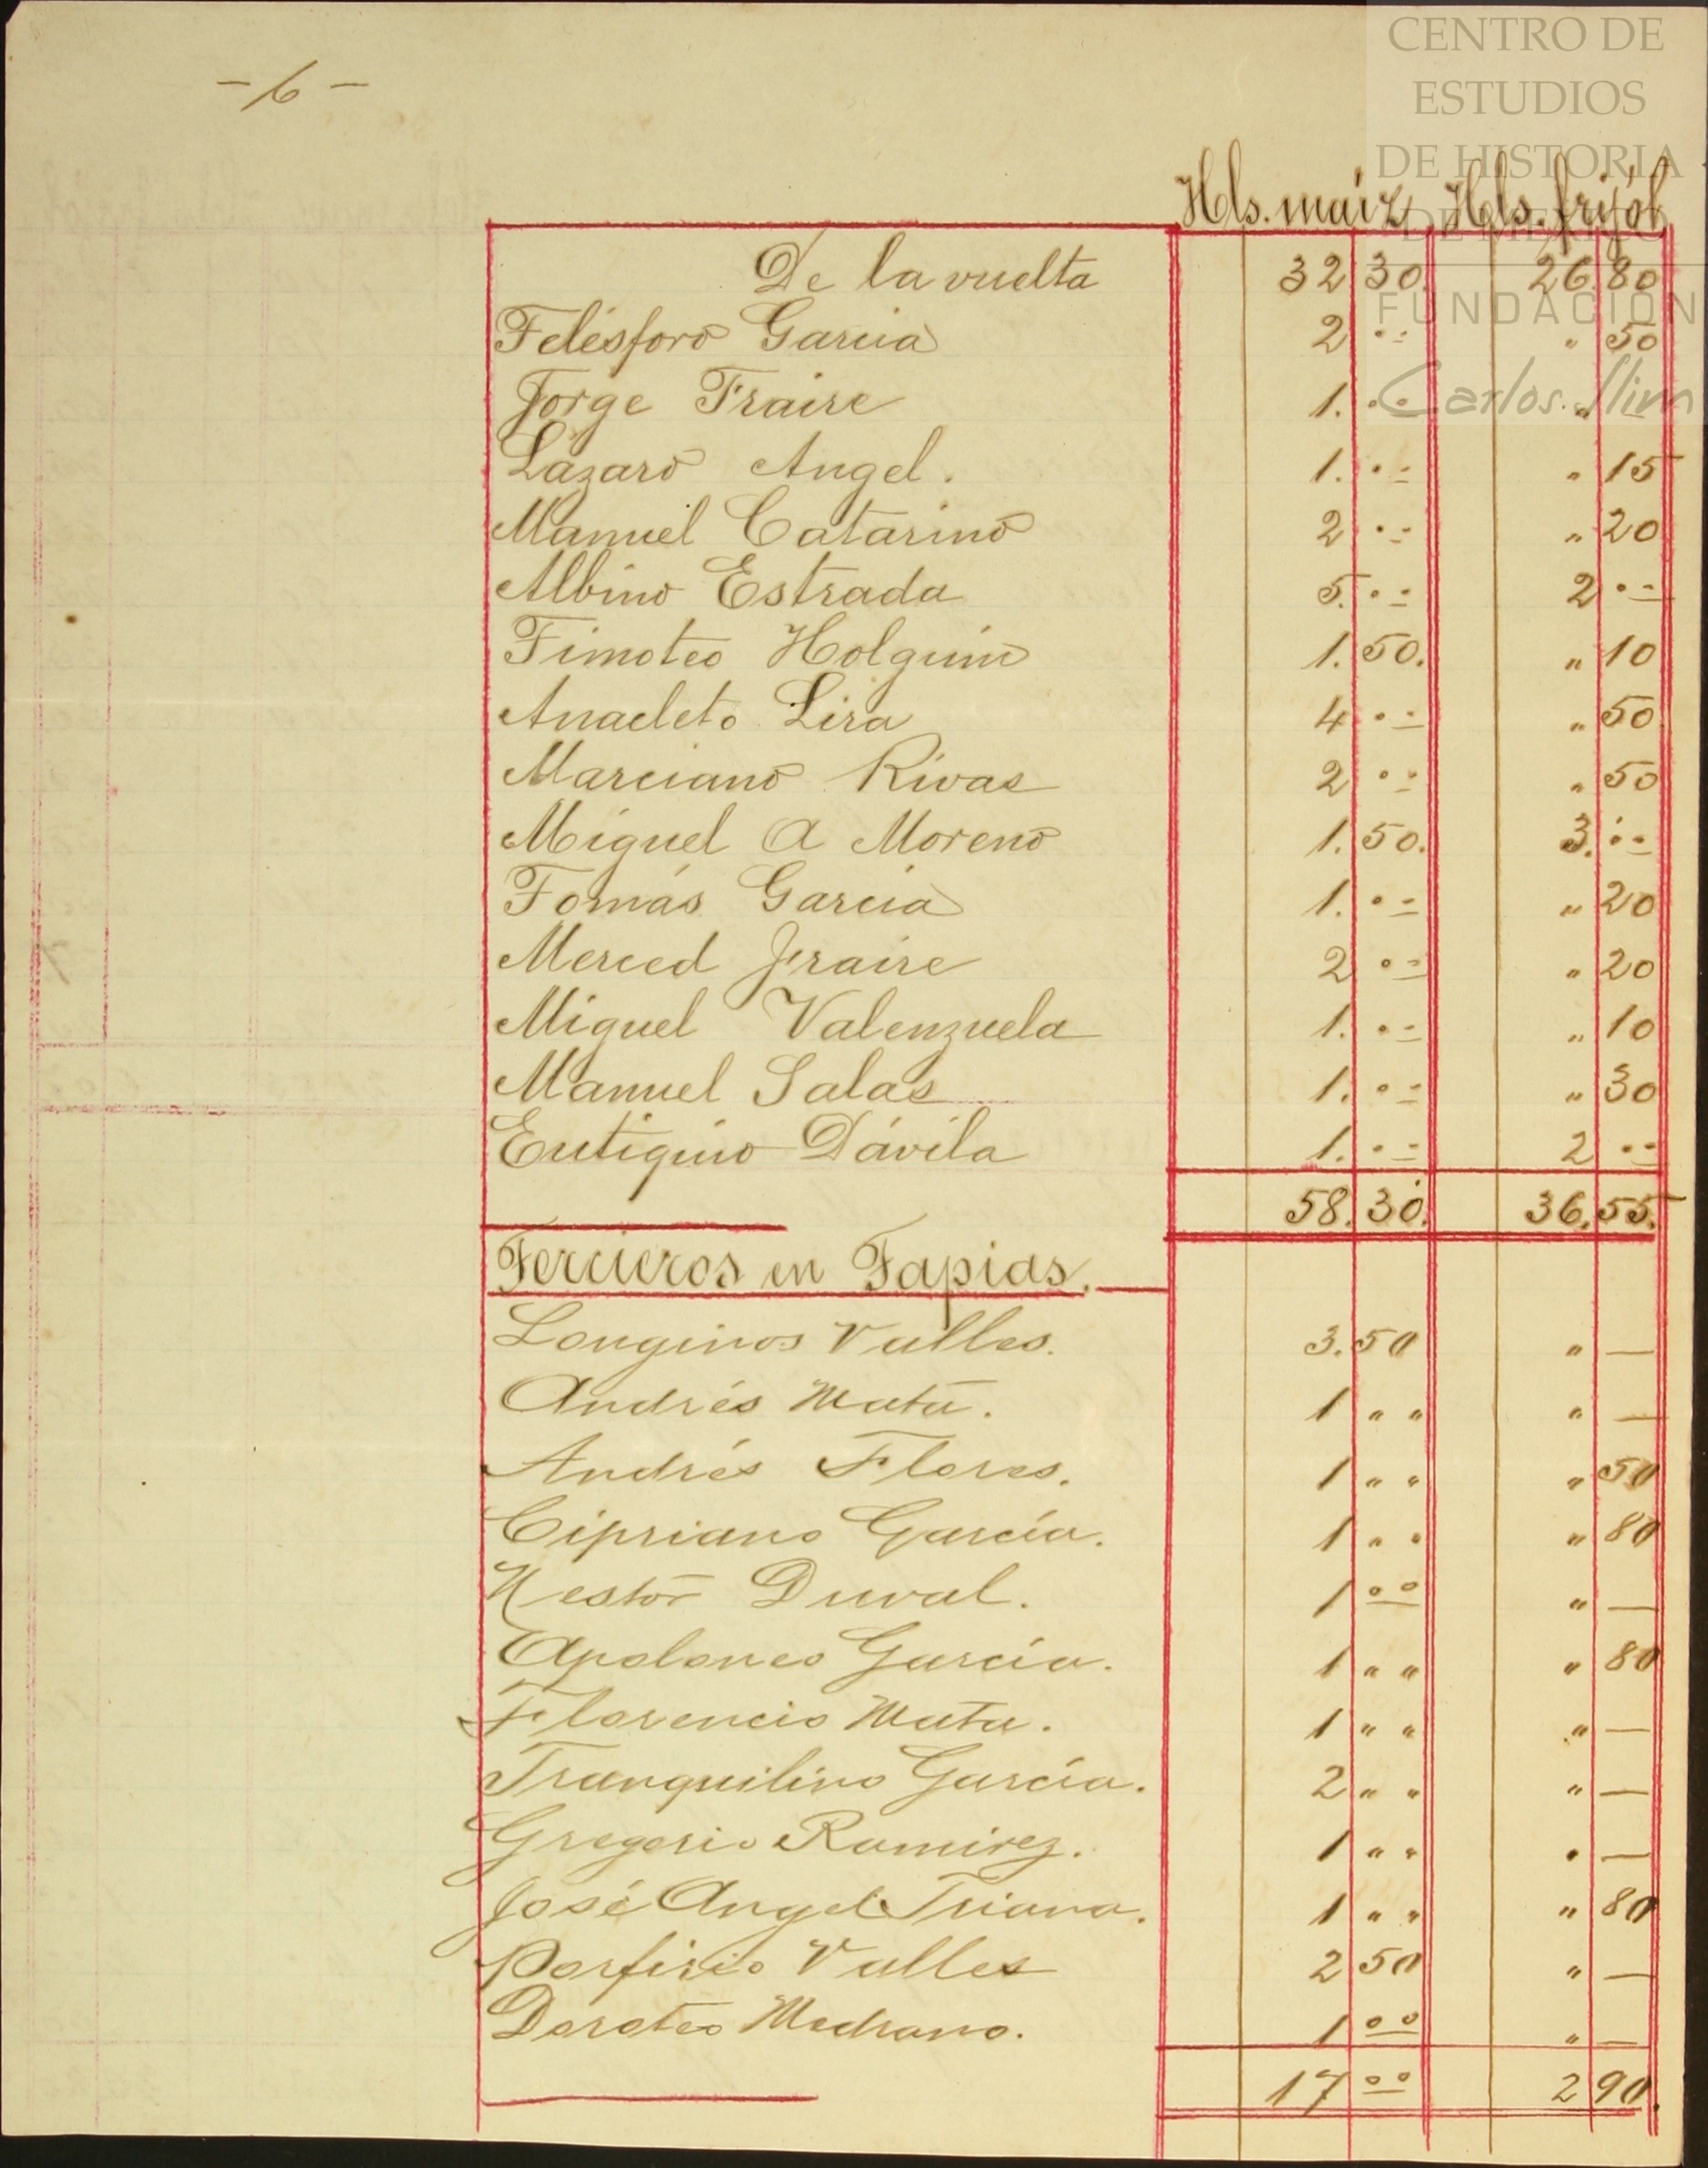 -6-
CENTRO DE
ESTUDIOS
DE HISTORIA
DE MÉXICO
FUNDACIÓN
Carlos Slim
Hls. maíz Hls. frijol
De la vuelta 32 30. 26 80
Telésforo García 2 .. " 50
Jorge Fraire 1. .. "
Lázaro Angel. 1. .. " 15
Manuel Catarino 2 .. " 20
Albino Estrada 5. .. 2 ..
Timoteo Holguin 1. 50. " 10
Anacleto Lira 4 .. " 50
Marciano Rivas 2 .. " 50
Miguel A Moreno 1. 50. 3. ..
Tomás García 1. .. " 20
Merced Fraire 2 .. " 20
Miguel Valenzuela 1. .. " 10
Manuel Salas 1. .. " 30
Eutiquio Dávila 1. .. 2 ..
58. 30. 36. 55.
Tercieros en Tapias.
Longinos Valles. 3. 50 " —
Andrés Mata. 1 " " " —
Andrés Flores. 1 " " " 50
Cipriano García. 1 " " " 80
Nestor Duval. 1 00 " —
Apolonio García. 1 " " " 80
Florencio Mata. 1 " " " —
Tranquilino García. 2 " " " —
Gregorio Ramirez. 1 " " " —
José Angel Triana. 1 " " " 80
Porfirio Valles 2 50 " —
Doroteo Medrano. 1 00 " —
17 00 2 90.